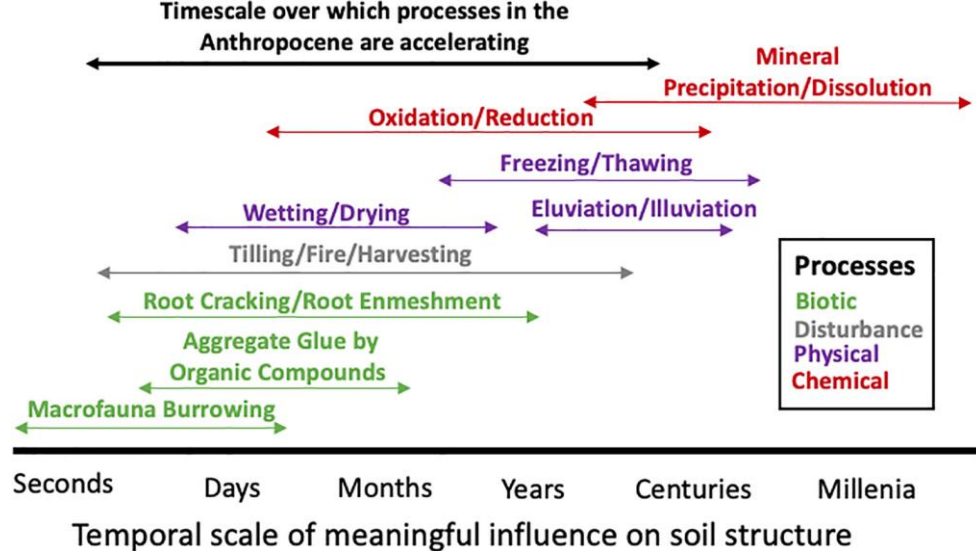 Timescale over which processes in the
Anthropocene are accelerating
Mineral
Precipitation/Dissolution
Oxidation/Reduction
Freezing/Thawing
Eluviation/Illuviation
Wetting/Drying
Tilling/Fire/Harvesting
Root Cracking/Root Enmeshment
Aggregate Glue by
Organic Compounds
Macrofauna Burrowing
Processes
Biotic
Disturbance
Physical
Chemical
Seconds Days Months Years Centuries Millenia
Temporal scale of meaningful influence on soil structure